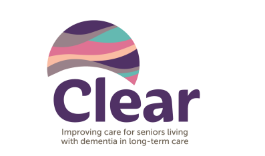 Clear
Improving care for seniors living
with dementia in long-term care